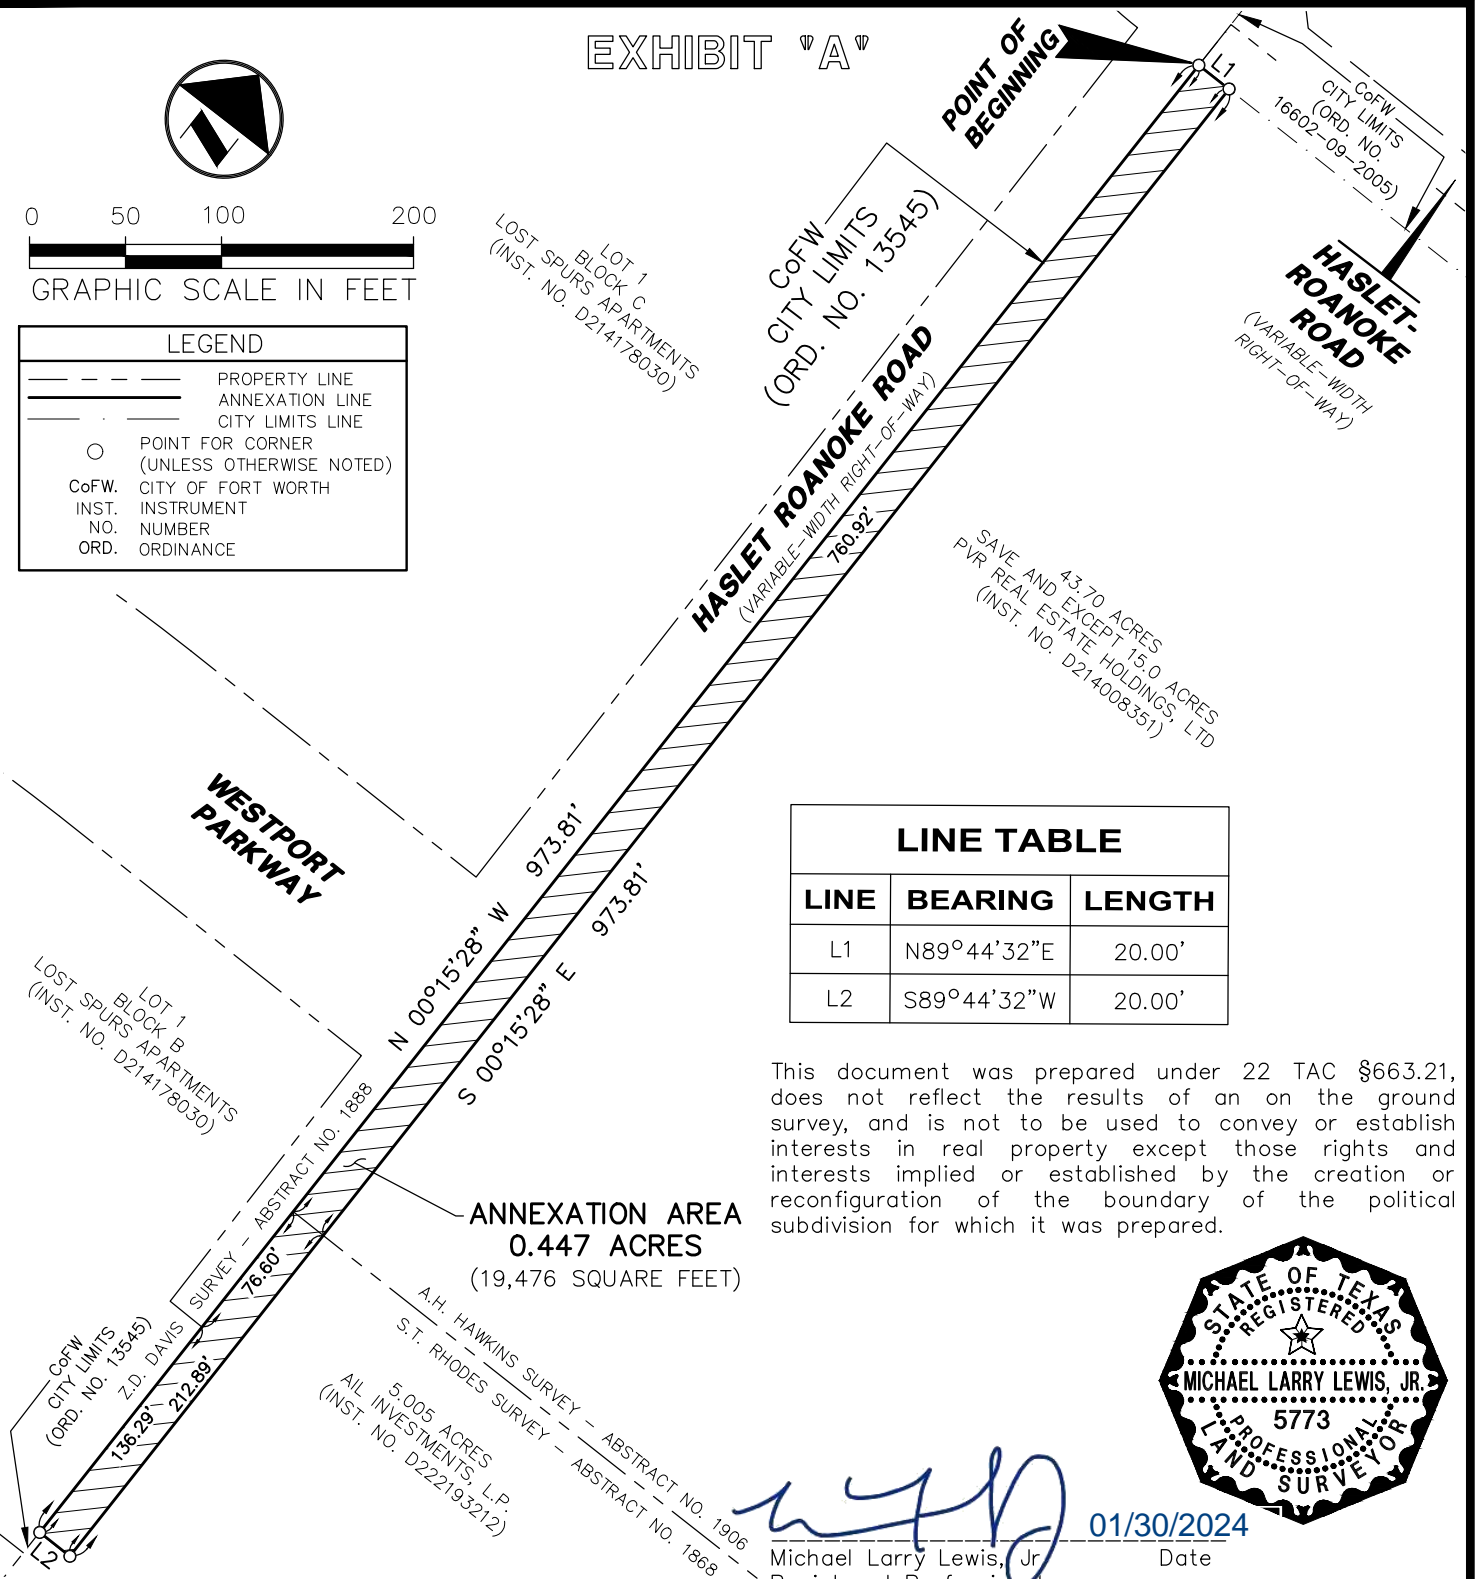 EXHIBIT "A"
POINT OF
BEGINNING
L1
CoFW
CITY LIMITS
(ORD. NO.
16602-09-2005)
0 50 100 200
GRAPHIC SCALE IN FEET
LEGEND
PROPERTY LINE
ANNEXATION LINE
CITY LIMITS LINE
POINT FOR CORNER
(UNLESS OTHERWISE NOTED)
CoFW. CITY OF FORT WORTH
INST. INSTRUMENT
NO. NUMBER
ORD. ORDINANCE
LOT 1
BLOCK C
LOST SPURS APARTMENTS
(INST. NO. D214178030)
CoFW
CITY LIMITS
(ORD. NO. 13545)
HASLET-
ROANOKE
ROAD
(VARIABLE-WIDTH
RIGHT-OF-WAY)
HASLET ROANOKE ROAD
(VARIABLE-WIDTH RIGHT-OF-WAY)
760.92'
43.70 ACRES
SAVE AND EXCEPT 15.0 ACRES
PVR REAL ESTATE HOLDINGS, LTD
(INST. NO. D214008351)
WESTPORT
PARKWAY
N 00°15'28" W 973.81'
S 00°15'28" E 973.81'
LINE TABLE
LINE BEARING LENGTH
L1 N89°44'32"E 20.00'
L2 S89°44'32"W 20.00'
LOT 1
BLOCK B
LOST SPURS APARTMENTS
(INST. NO. D214178030)
This document was prepared under 22 TAC §663.21,
does not reflect the results of an on the ground
survey, and is not to be used to convey or establish
interests in real property except those rights and
interests implied or established by the creation or
reconfiguration of the boundary of the political
subdivision for which it was prepared.
ANNEXATION AREA
0.447 ACRES
(19,476 SQUARE FEET)
Z.D. DAVIS SURVEY - ABSTRACT NO. 1888
76.60'
212.89'
136.29'
CoFW
CITY LIMITS
(ORD. NO. 13545)
L2
A.H. HAWKINS SURVEY - ABSTRACT NO. 1906
S.T. RHODES SURVEY - ABSTRACT NO. 1868
5.005 ACRES
AIL INVESTMENTS, L.P.
(INST. NO. D222193212)
STATE OF TEXAS
REGISTERED
MICHAEL LARRY LEWIS, JR.
5773
PROFESSIONAL
LAND SURVEYOR
01/30/2024
Michael Larry Lewis, Jr. Date